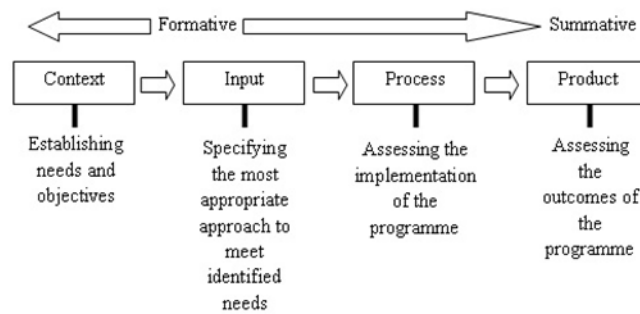 Formative Summative
Context Input Process Product
Establishing
needs and
objectives
Specifying
the most
appropriate
approach to
meet
identified
needs
Assessing the
implementation
of the
programme
Assessing
the
outcomes of
the
programme